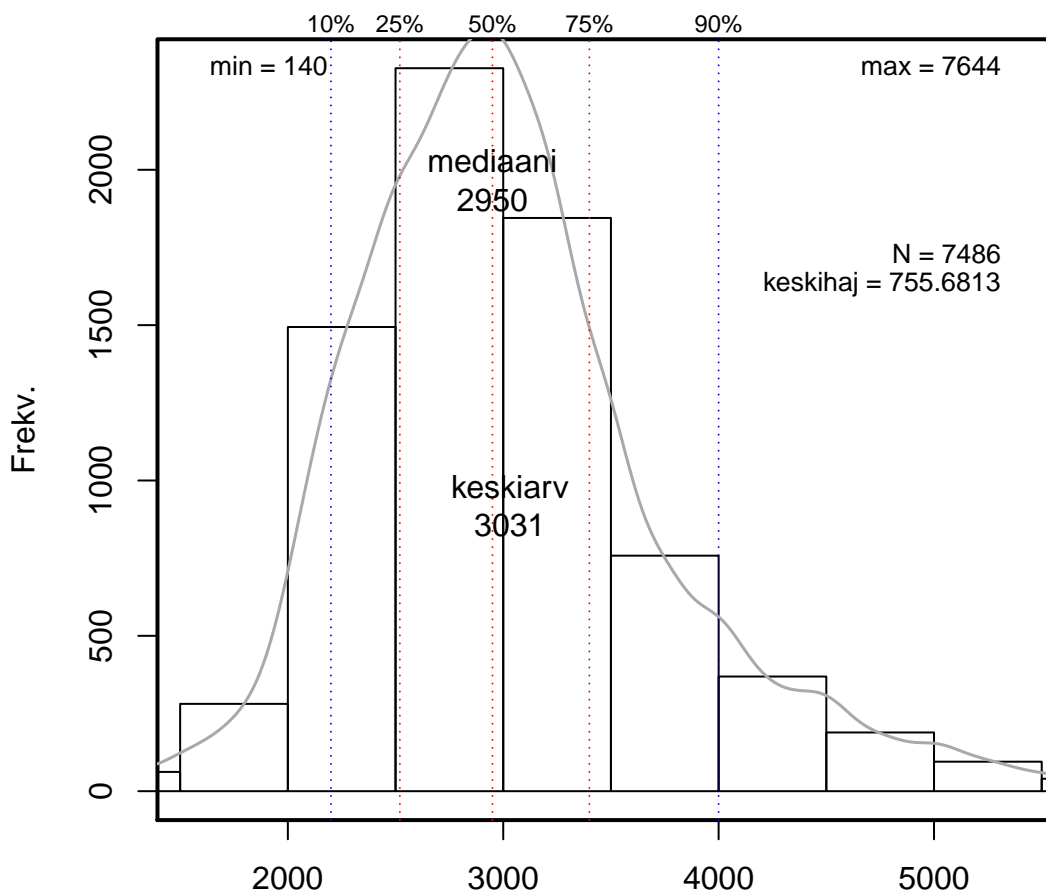 10% 25% 50% 75% 90%
min = 140
max = 7644
mediaani
2950
N = 7486
keskihaj = 755.6813
keskiarv
3031
Frekv.
2000
1500
1000
500
0
2000 3000 4000 5000